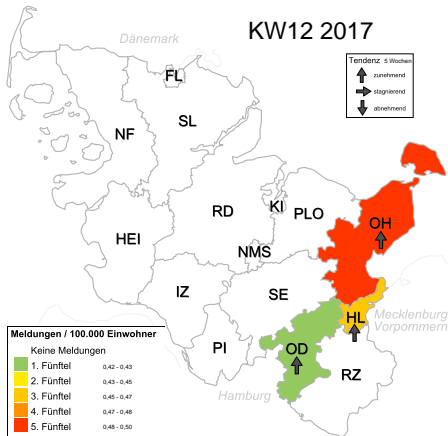 KW12 2017
Dänemark
Tendenz 5 Wochen
zunehmend
stagnierend
abnehmend
FL
SL
NF
OH
RD
KI
PLO
HEI
NMS
IZ
SE
HL
Mecklenburg
Vorpommern
PI
OD
RZ
Hamburg
Meldungen / 100.000 Einwohner
Keine Meldungen
1. Fünftel 0,42 - 0,43
2. Fünftel 0,43 - 0,45
3. Fünftel 0,45 - 0,47
4. Fünftel 0,47 - 0,48
5. Fünftel 0,48 - 0,50